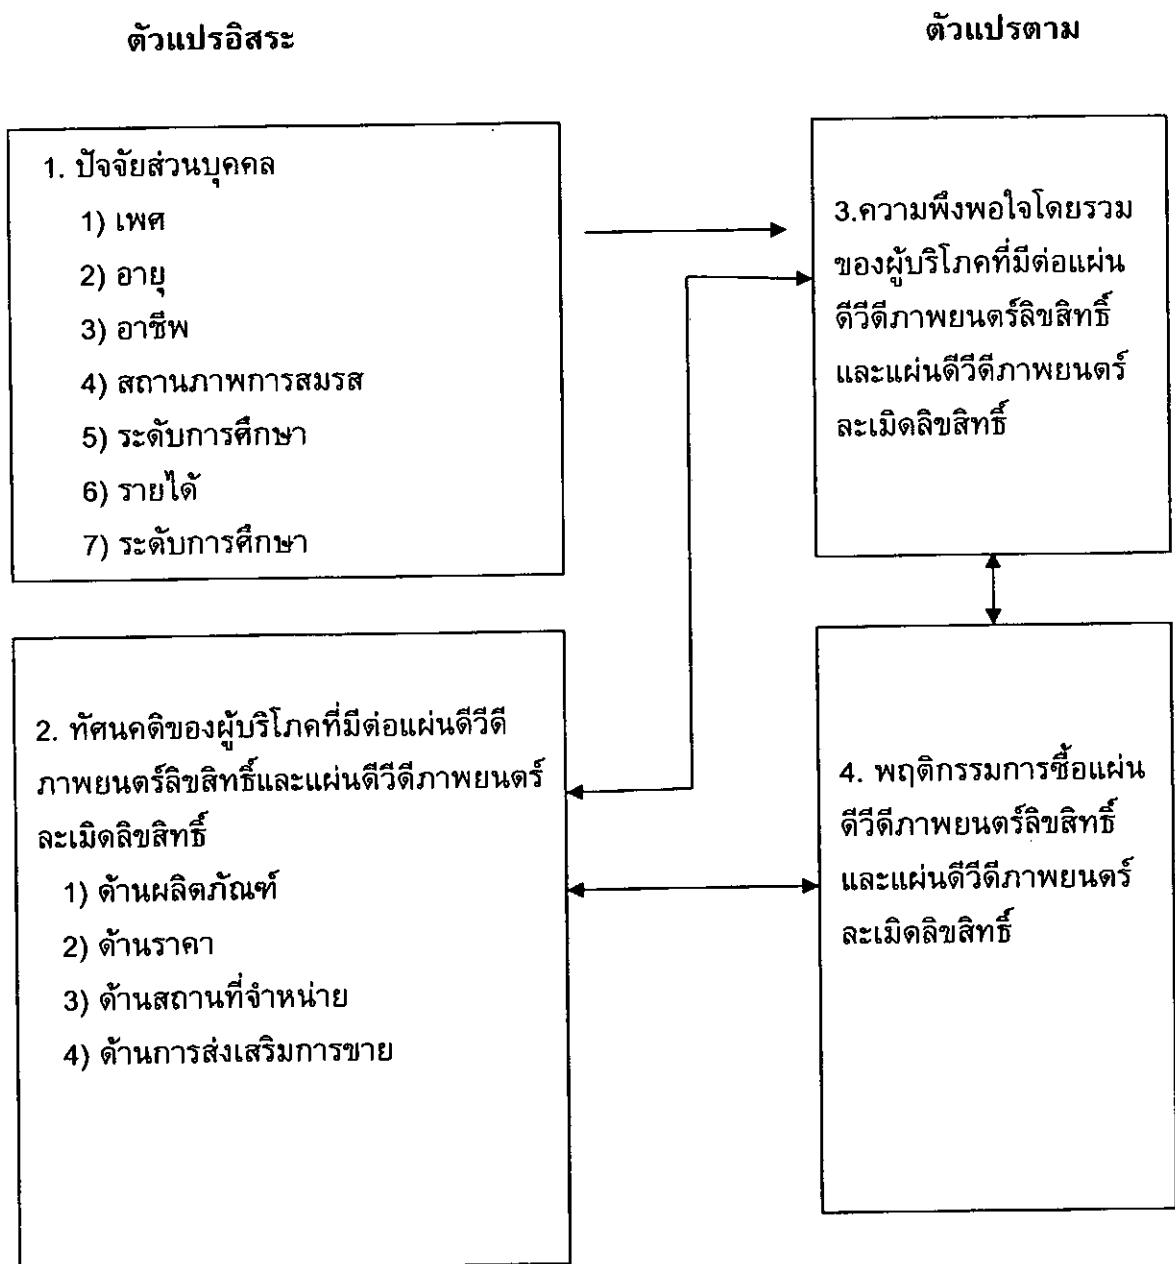 ตัวแปรอิสระ
ตัวแปรตาม
1. ปัจจัยส่วนบุคคล
1) เพศ
2) อายุ
3) อาชีพ
4) สถานภาพการสมรส
5) ระดับการศึกษา
6) รายได้
7) ระดับการศึกษา
3.ความพึงพอใจโดยรวม
ของผู้บริโภคที่มีต่อแผ่น
ดีวีดีภาพยนตร์ลิขสิทธิ์
และแผ่นดีวีดีภาพยนตร์
ละเมิดลิขสิทธิ์
2. ทัศนคติของผู้บริโภคที่มีต่อแผ่นดีวีดี
ภาพยนตร์ลิขสิทธิ์และแผ่นดีวีดีภาพยนตร์
ละเมิดลิขสิทธิ์
1) ด้านผลิตภัณฑ์
2) ด้านราคา
3) ด้านสถานที่จำหน่าย
4) ด้านการส่งเสริมการขาย
4. พฤติกรรมการซื้อแผ่น
ดีวีดีภาพยนตร์ลิขสิทธิ์
และแผ่นดีวีดีภาพยนตร์
ละเมิดลิขสิทธิ์